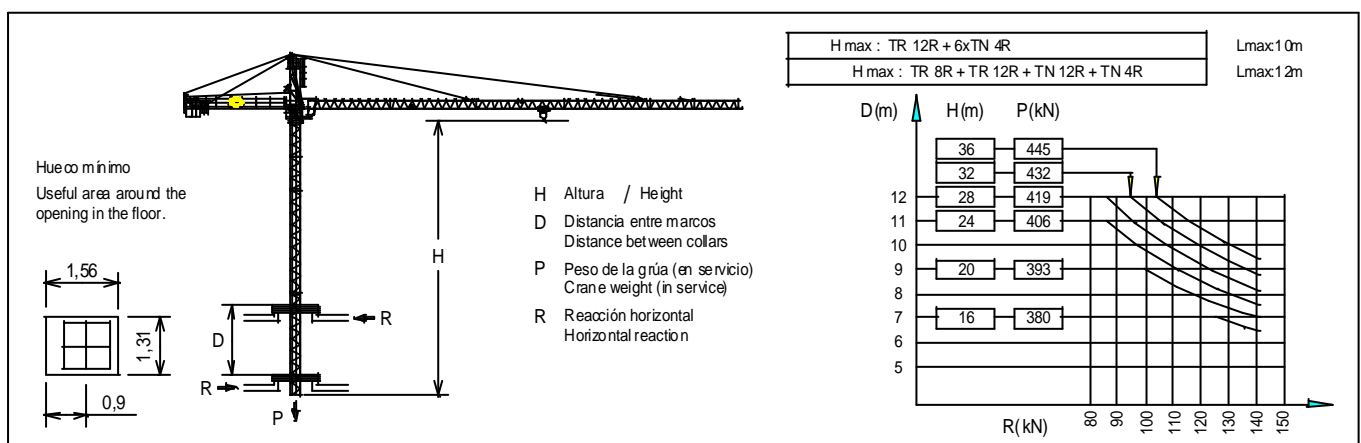 Hueco mínimo
Useful area around the
opening in the floor.
1,56
1,31
0,9
H
D
R
R
P
H Altura / Height
D Distancia entre marcos
Distance between collars
P Peso de la grúa (en servicio)
Crane weight (in service)
R Reacción horizontal
Horizontal reaction
H max : TR 12R + 6xTN 4R Lmax:10m
H max : TR 8R + TR 12R + TN 12R + TN 4R Lmax:12m
D (m) H (m) P(kN)
36 445
32 432
12 28 419
11 24 406
10
9 20 393
8
7 16 380
6
5
R(kN) 80 90 100 110 120 130 140 150